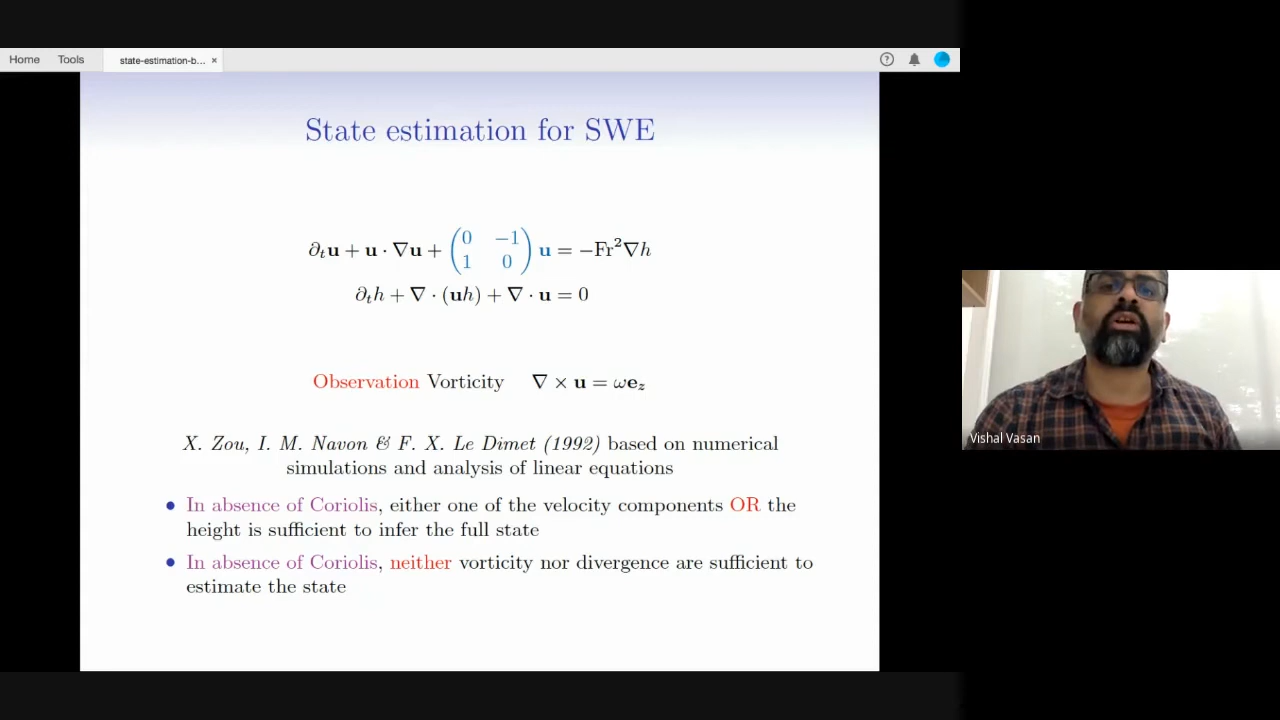 Home Tools state-estimation-b... × ?
State estimation for SWE
∂ₜ𝐮 + 𝐮 · ∇𝐮 + (0 −1
1 0) 𝐮 = −Fr²∇h
∂ₜh + ∇ · (𝐮h) + ∇ · 𝐮 = 0
Observation Vorticity ∇ × 𝐮 = ω𝐞_z
X. Zou, I. M. Navon & F. X. Le Dimet (1992) based on numerical
simulations and analysis of linear equations
• In absence of Coriolis, either one of the velocity components OR the
height is sufficient to infer the full state
• In absence of Coriolis, neither vorticity nor divergence are sufficient to
estimate the state
Vishal Vasan